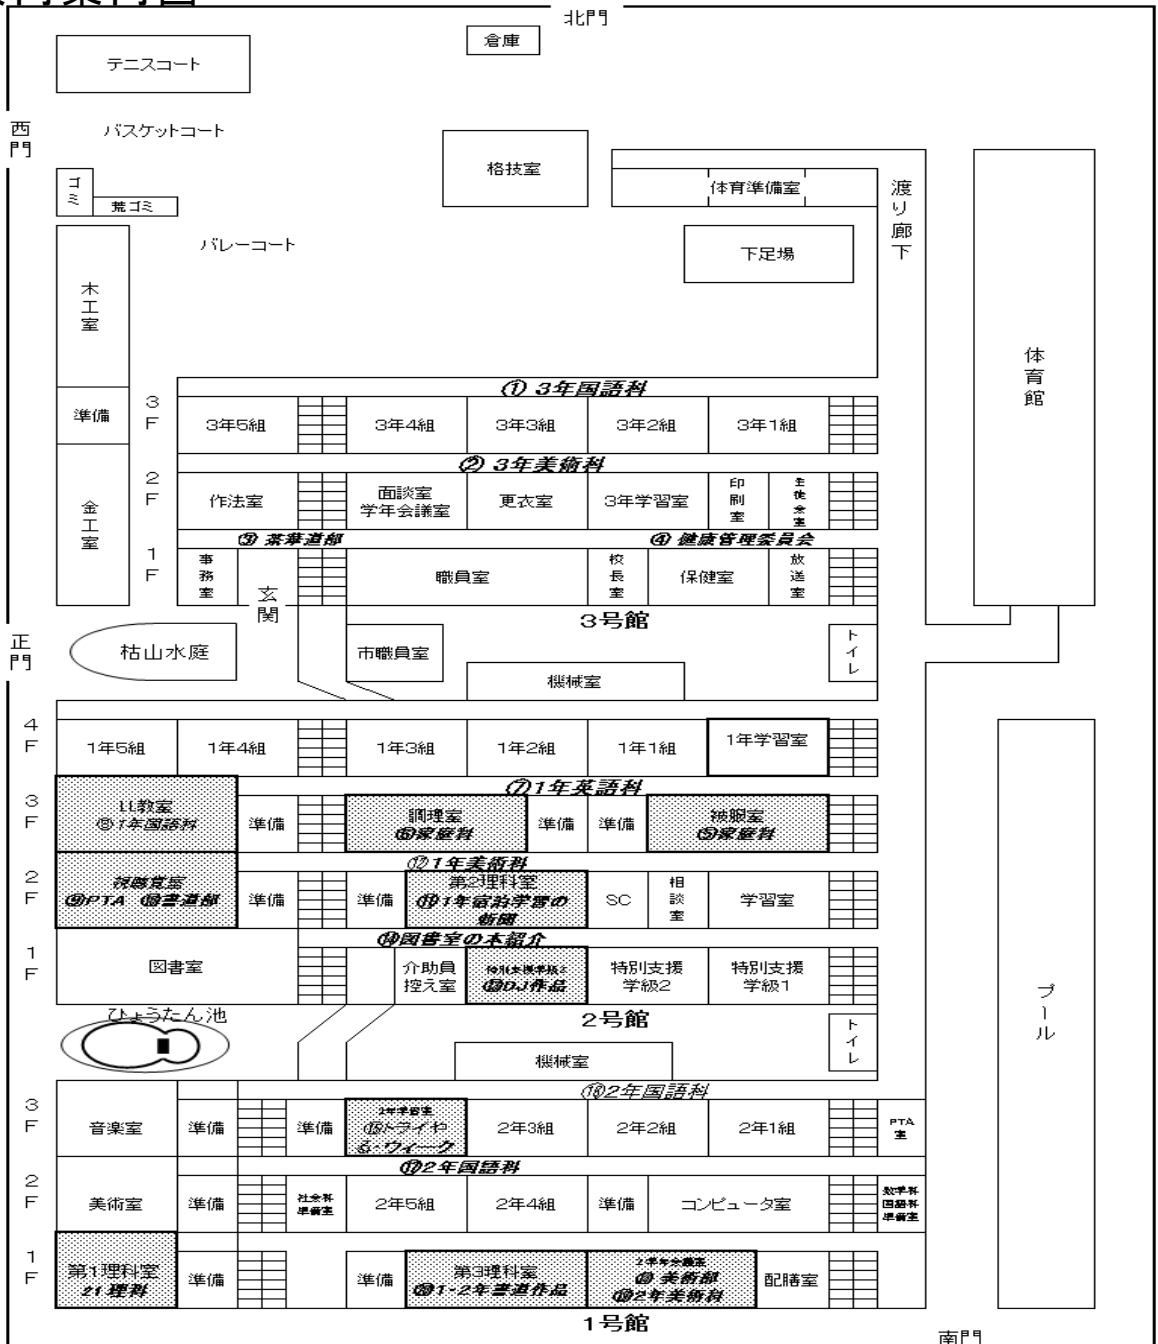 北門
倉庫
テニスコート
西門
バスケットコート
格技室
体育準備室
渡り廊下
ゴミ
荒ゴミ
バレーコート
下足場
木工室
体育館
①3年国語科
準備
3F
3年5組
3年4組
3年3組
3年2組
3年1組
②3年美術科
金工室
2F
作法室
面談室
学年会議室
更衣室
3年学習室
印刷室
生徒会室
③茶華道部
④健康管理委員会
1F
事務室
玄関
職員室
校長室
保健室
放送室
3号館
正門
枯山水庭
市職員室
トイレ
機械室
4F
1年5組
1年4組
1年3組
1年2組
1年1組
1年学習室
⑦1年英語科
3F
LL教室
⑧1年国語科
準備
調理室
⑥家庭科
準備
準備
被服室
⑤家庭科
⑫1年美術科
2F
視聴覚室
⑨PTA
書道部
準備
準備
第2理科室
⑪1年宿泊学習の
新聞
SC
相談室
学習室
⑭図書室の本紹介
1F
図書室
介助員
控え室
DJ作品
特別支援
学級2
特別支援
学級1
プール
2号館
ひょうたん池
トイレ
機械室
⑱2年国語科
3F
音楽室
準備
準備
2年学習室
トライや
る・ウィーク
2年3組
2年2組
2年1組
PTA室
⑰2年国語科
2F
美術室
準備
社会科
準備室
2年5組
2年4組
準備
コンピュータ室
数学科
国語科
準備室
1F
第1理科室
21 理科
準備
準備
第3理科室
⑳1-2年書道作品
2学年会議室
美術部
2年美術科
配膳室
1号館
南門